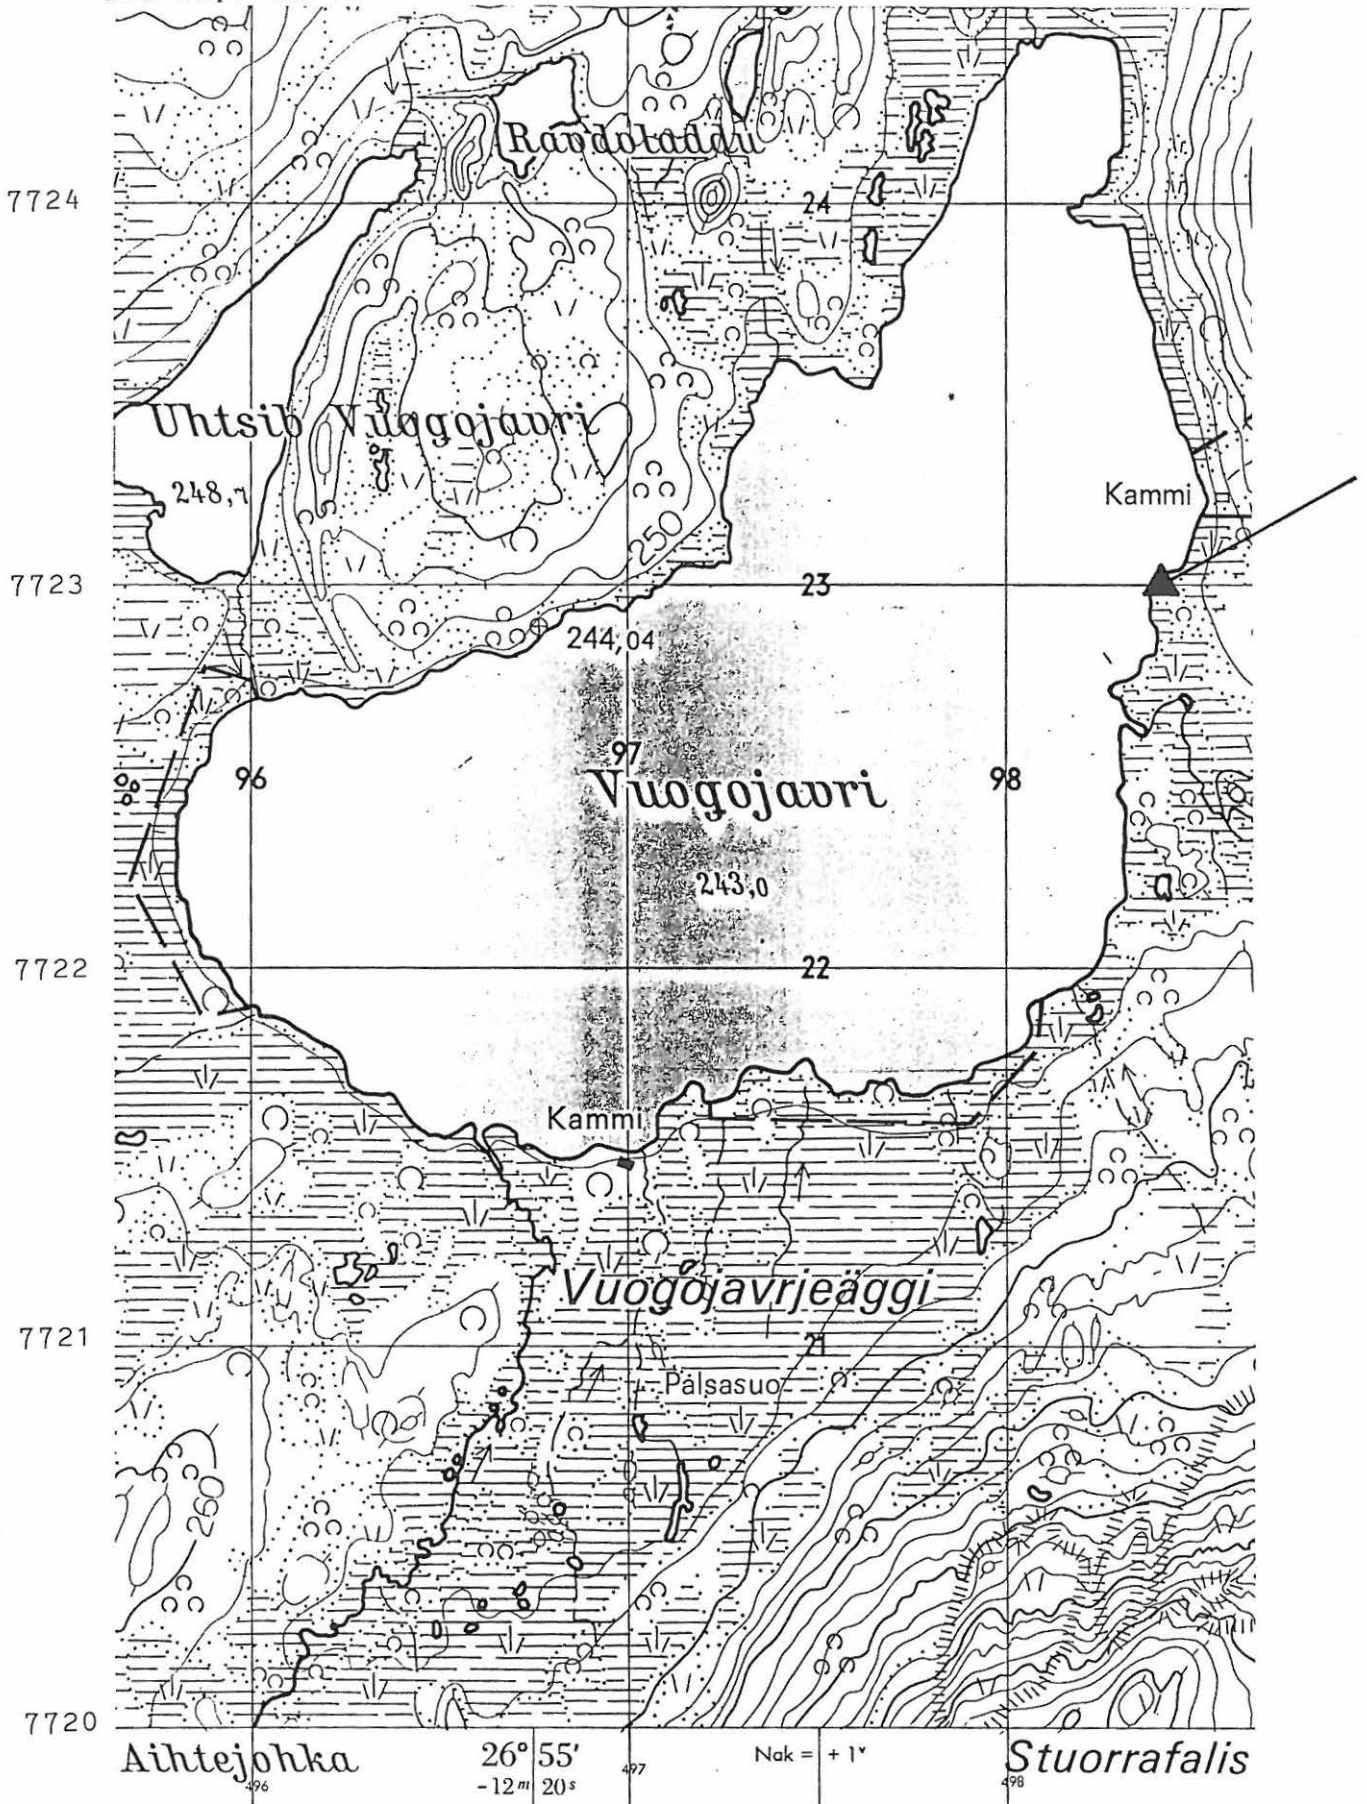 Ravdoladdu
7724
24
Uhtsib Vuogojavri
248,7
Kammi
250
7723
23
244,04
97
96
Vuogojavri
98
243,0
7722
22
Kammi
Vuogojavrjeäggi
7721
21
Palsasuo
260
7720
Aihtejohka
26° 55'
Nak = + 1ᵛ
Stuorrafalis
-12ᵐ 20ˢ
496
497
498